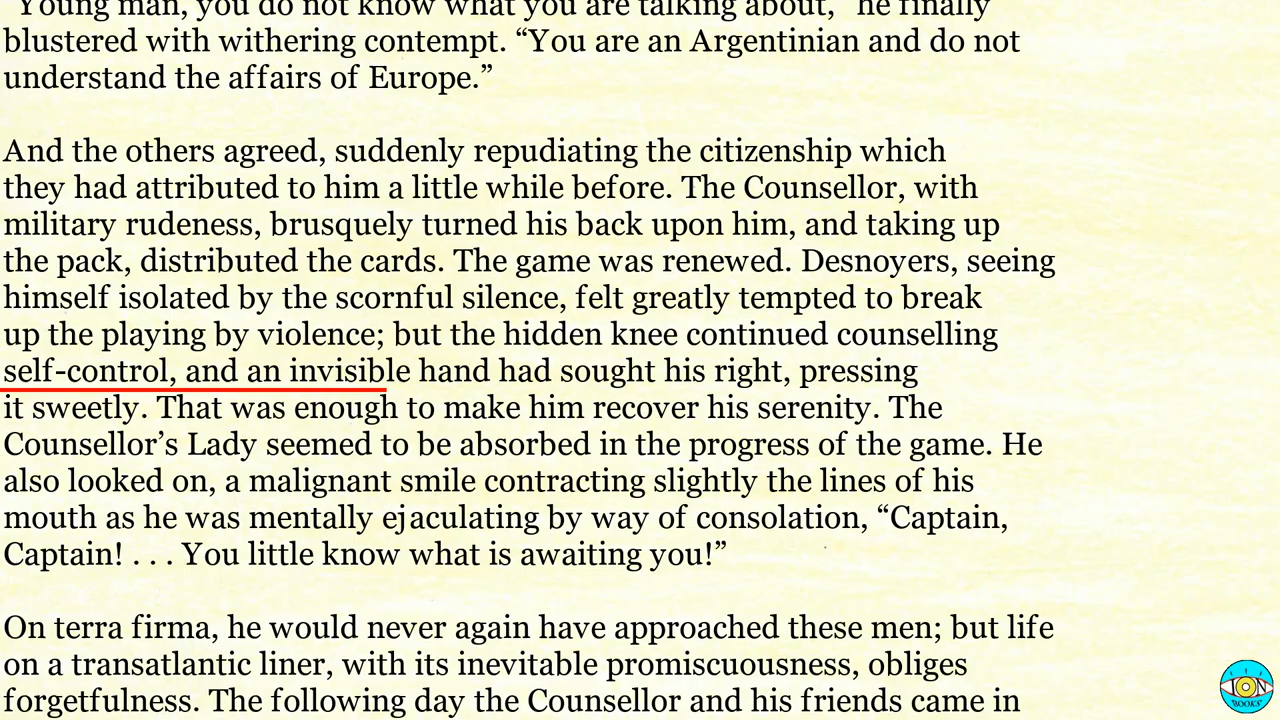 “Young man, you do not know what you are talking about,” he finally
blustered with withering contempt. “You are an Argentinian and do not
understand the affairs of Europe.”
And the others agreed, suddenly repudiating the citizenship which
they had attributed to him a little while before. The Counsellor, with
military rudeness, brusquely turned his back upon him, and taking up
the pack, distributed the cards. The game was renewed. Desnoyers, seeing
himself isolated by the scornful silence, felt greatly tempted to break
up the playing by violence; but the hidden knee continued counselling
self-control, and an invisible hand had sought his right, pressing
it sweetly. That was enough to make him recover his serenity. The
Counsellor’s Lady seemed to be absorbed in the progress of the game. He
also looked on, a malignant smile contracting slightly the lines of his
mouth as he was mentally ejaculating by way of consolation, “Captain,
Captain! . . . You little know what is awaiting you!”
On terra firma, he would never again have approached these men; but life
on a transatlantic liner, with its inevitable promiscuousness, obliges
forgetfulness. The following day the Counsellor and his friends came in
ION
BOOKS